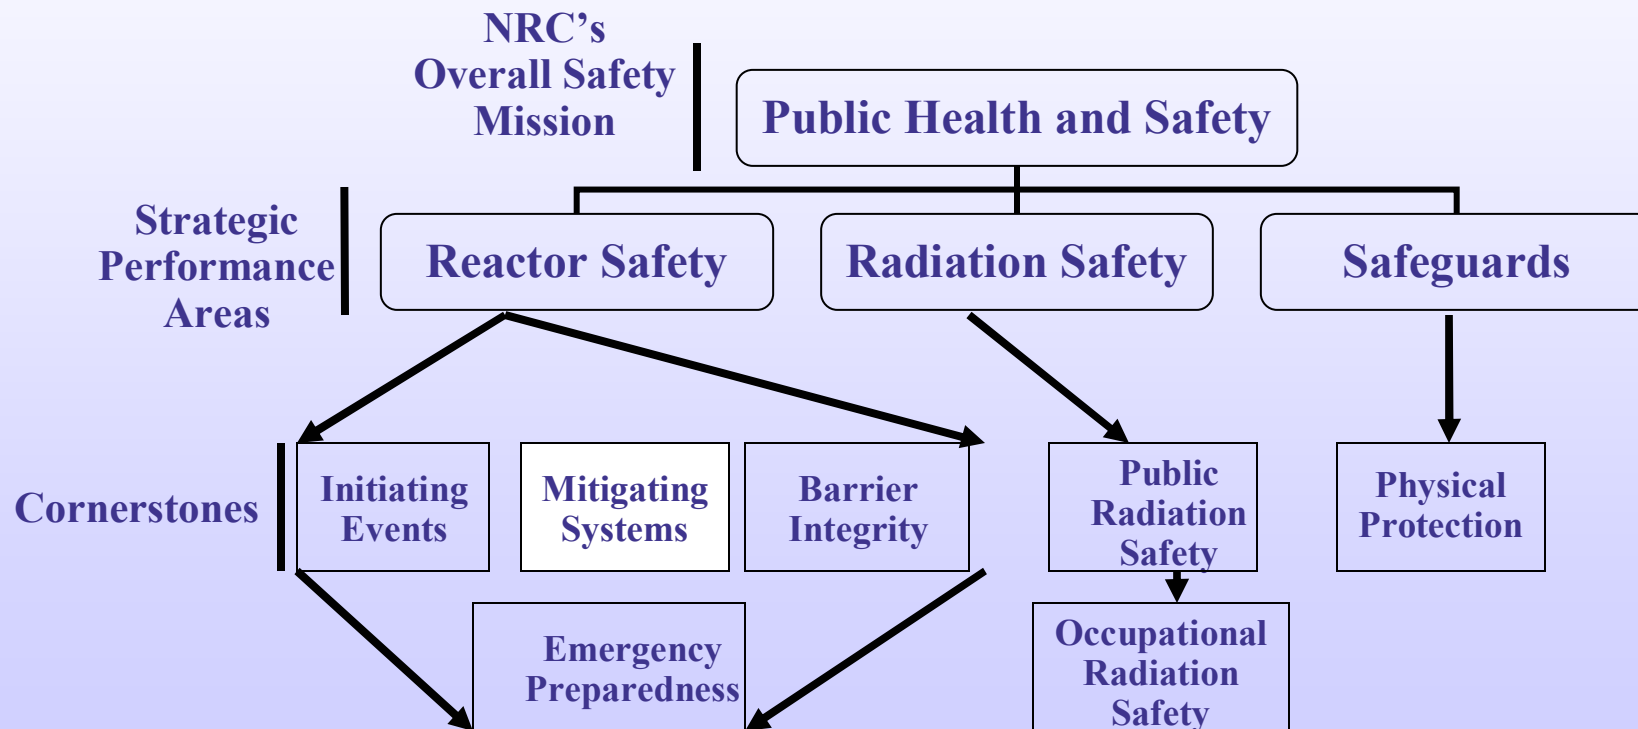 NRC’s
Overall Safety
Mission
Public Health and Safety
Strategic
Performance
Areas
Reactor Safety
Radiation Safety
Safeguards
Cornerstones
Initiating
Events
Mitigating
Systems
Barrier
Integrity
Public
Radiation
Safety
Physical
Protection
Emergency
Preparedness
Occupational
Radiation
Safety